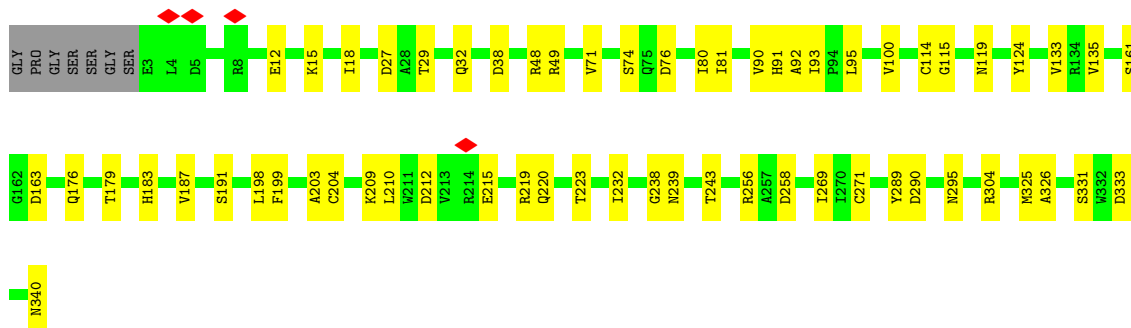 GLY PRO GLY SER SER GLY SER E3 L4 D5 R8 E12 K15 I18 D27 A28 T29 Q32 D38 R48 R49 V71 S74 Q75 D76 I80 I81 V90 H91 A92 I93 P94 L95 V100 C114 G115 N119 Y124 V133 R134 V135 S161
G162 D163 Q176 T179 H183 V187 S191 L198 F199 A203 C204 K209 L210 W211 D212 V213 R214 E215 R219 Q220 T223 I232 G238 N239 T243 R256 A257 D258 I269 I270 C271 Y289 D290 N295 R304 M325 A326 S331 W332 D333
N340